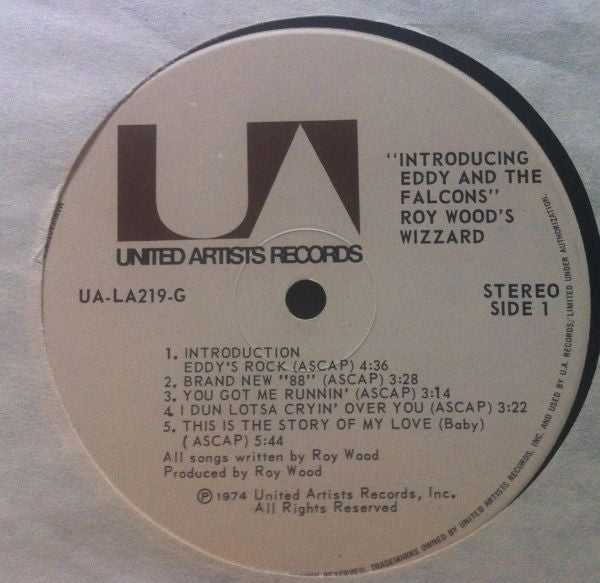 UA
UNITED ARTISTS RECORDS
"INTRODUCING
EDDY AND THE
FALCONS"
ROY WOOD'S
WIZZARD
UA-LA219-G
STEREO
SIDE 1
1. INTRODUCTION
EDDY'S ROCK (ASCAP) 4:36
2. BRAND NEW "88" (ASCAP) 3:28
3. YOU GOT ME RUNNIN' (ASCAP) 3:14
4. I DUN LOTSA CRYIN' OVER YOU (ASCAP) 3:22
5. THIS IS THE STORY OF MY LOVE (Baby)
(ASCAP) 5:44
All songs written by Roy Wood
Produced by Roy Wood
Ⓟ 1974 United Artists Records, Inc.
All Rights Reserved
RESERVED. TRADEMARKS OWNED BY UNITED ARTISTS RECORDS, INC. AND USED BY U.A. RECORDS, LIMITED UNDER AUTHORIZATION.